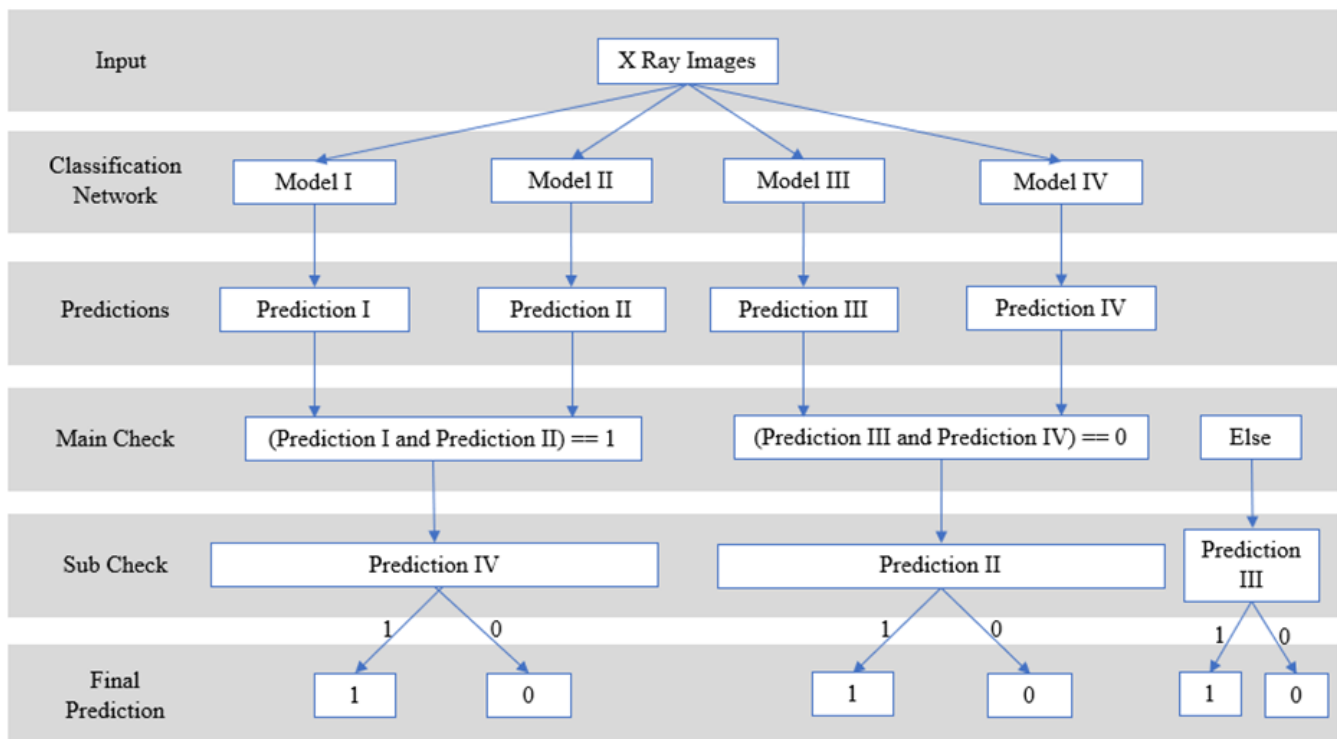 Input
X Ray Images
Classification
Network
Model I
Model II
Model III
Model IV
Predictions
Prediction I
Prediction II
Prediction III
Prediction IV
Main Check
(Prediction I and Prediction II) == 1
(Prediction III and Prediction IV) == 0
Else
Sub Check
Prediction IV
Prediction II
Prediction
III
1
0
1
0
1
0
Final
Prediction
1
0
1
0
1
0